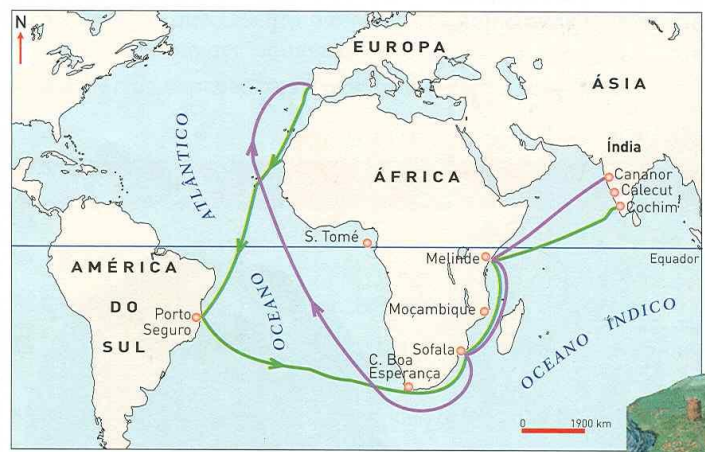 N
EUROPA
ÁSIA
ATLÂNTICO
Índia
Cananor
Calecut
Cochim
ÁFRICA
S. Tomé
Melinde
Equador
AMÉRICA
DO
SUL
Porto
Seguro
OCEANO
Moçambique
OCEANO ÍNDICO
Sofala
C. Boa
Esperança
0 1900 km